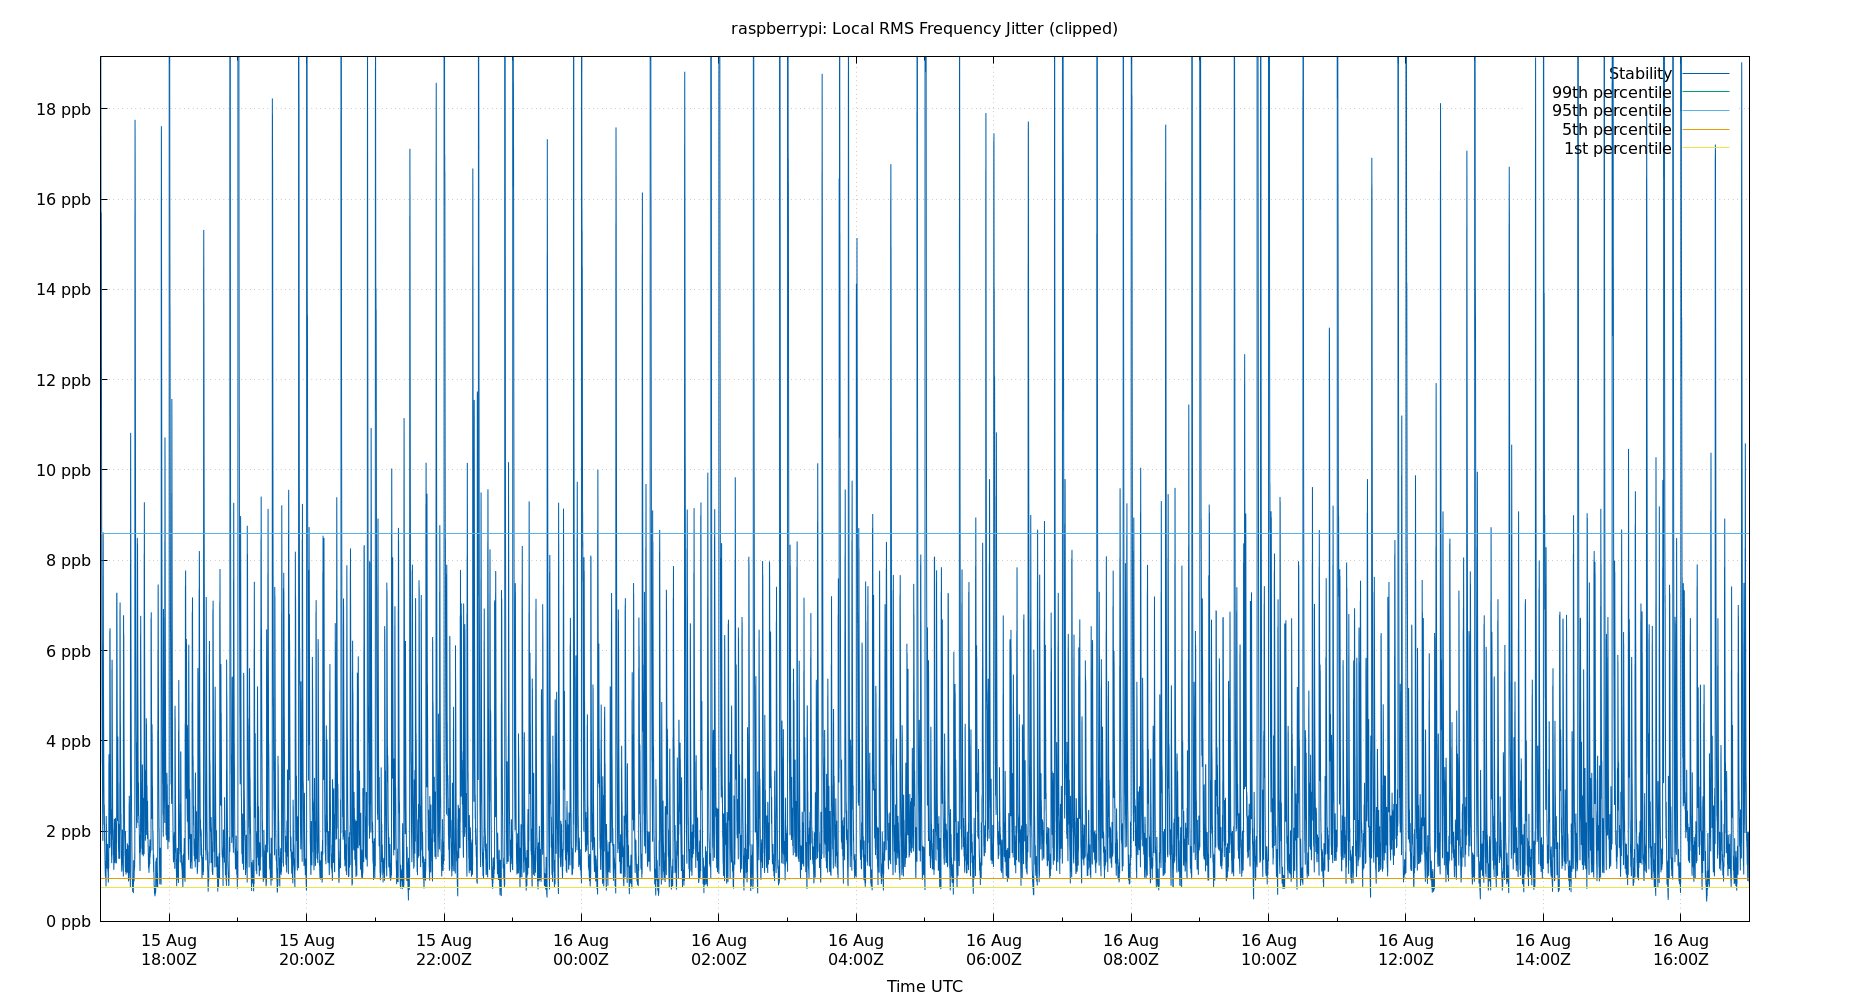 raspberrypi: Local RMS Frequency Jitter (clipped)
Stability
99th percentile
95th percentile
5th percentile
1st percentile
18 ppb
16 ppb
14 ppb
12 ppb
10 ppb
8 ppb
6 ppb
4 ppb
2 ppb
0 ppb
15 Aug 15 Aug 15 Aug 16 Aug 16 Aug 16 Aug 16 Aug 16 Aug 16 Aug 16 Aug 16 Aug 16 Aug
18:00Z 20:00Z 22:00Z 00:00Z 02:00Z 04:00Z 06:00Z 08:00Z 10:00Z 12:00Z 14:00Z 16:00Z
Time UTC